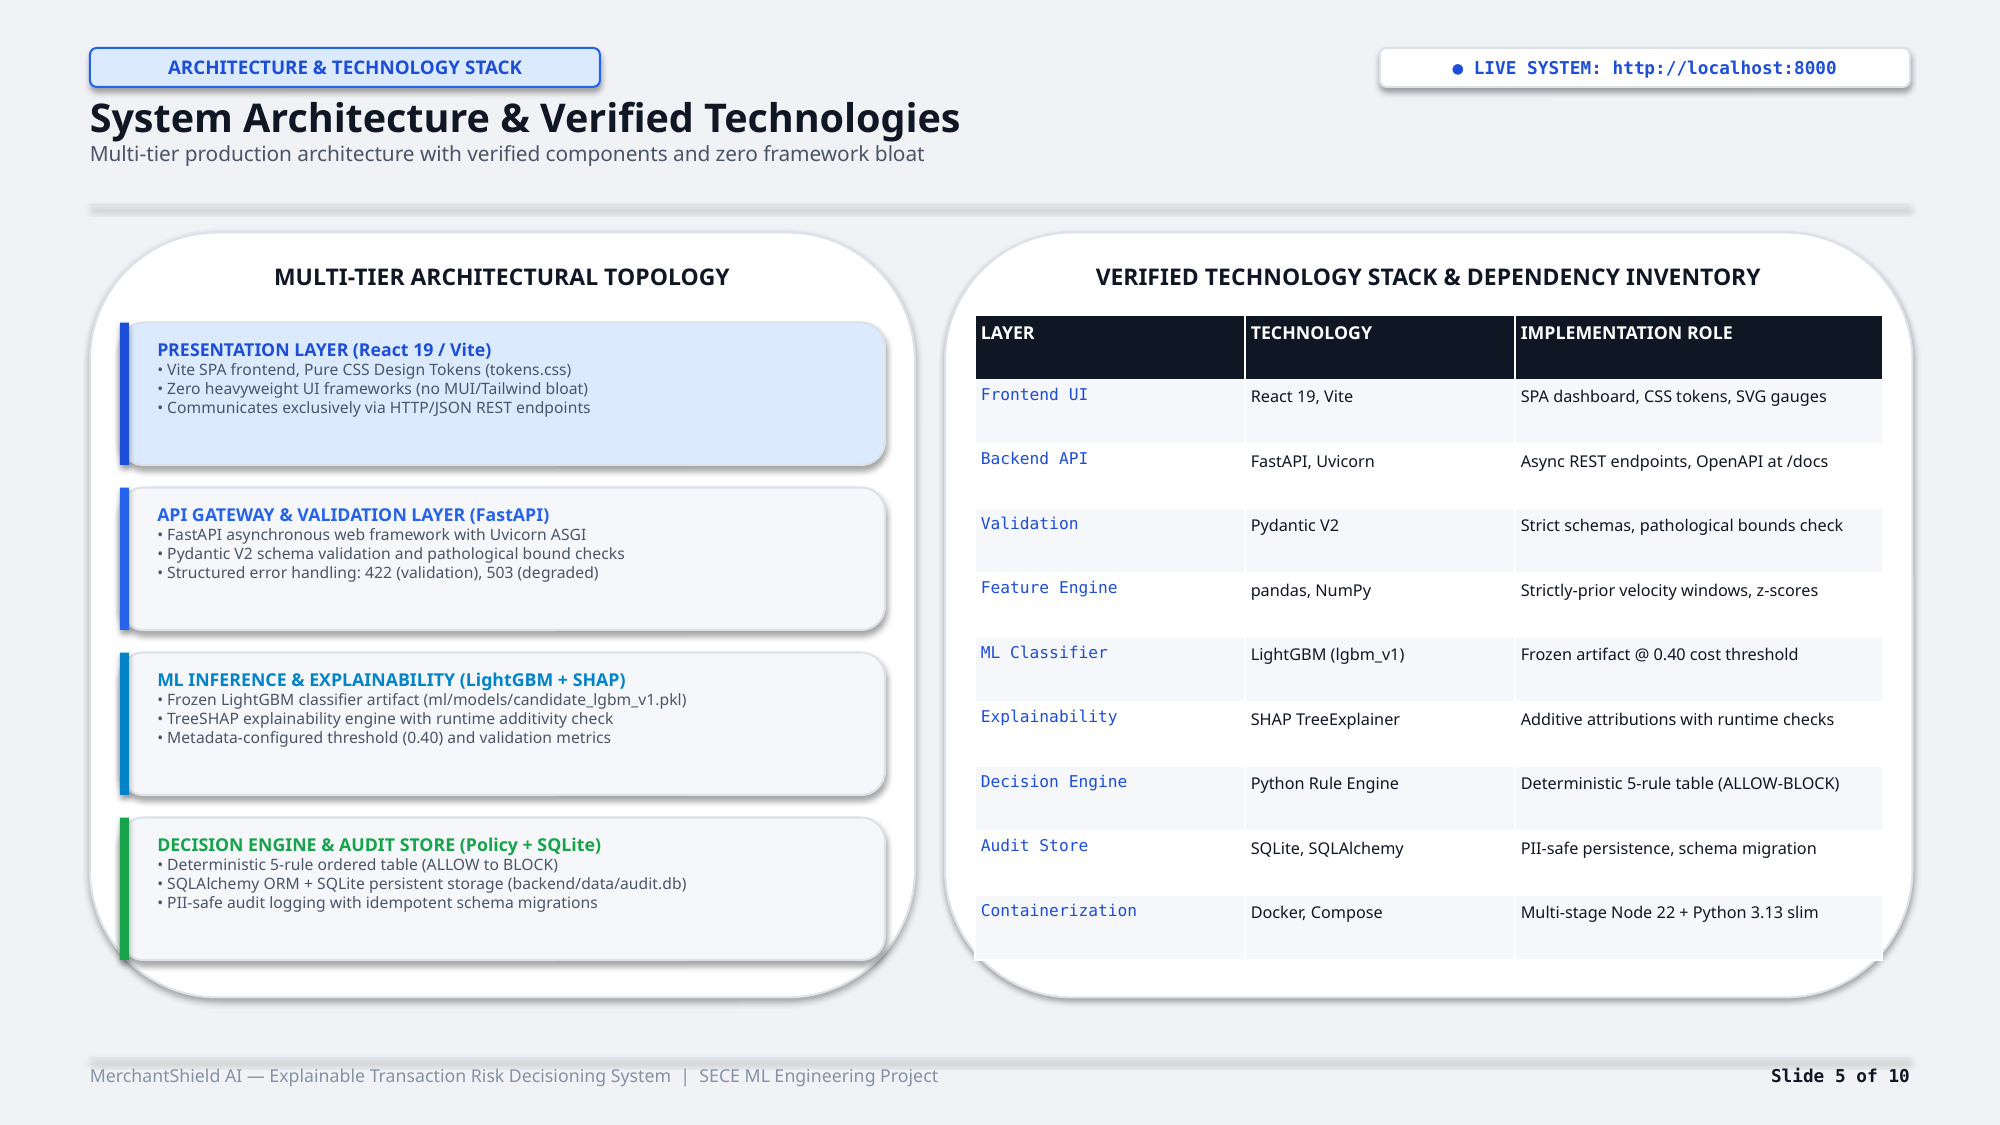 ARCHITECTURE & TECHNOLOGY STACK
● LIVE SYSTEM: http://localhost:8000
System Architecture & Verified Technologies
Multi-tier production architecture with verified components and zero framework bloat
MULTI-TIER ARCHITECTURAL TOPOLOGY
PRESENTATION LAYER (React 19 / Vite)
• Vite SPA frontend, Pure CSS Design Tokens (tokens.css)
• Zero heavyweight UI frameworks (no MUI/Tailwind bloat)
• Communicates exclusively via HTTP/JSON REST endpoints
API GATEWAY & VALIDATION LAYER (FastAPI)
• FastAPI asynchronous web framework with Uvicorn ASGI
• Pydantic V2 schema validation and pathological bound checks
• Structured error handling: 422 (validation), 503 (degraded)
ML INFERENCE & EXPLAINABILITY (LightGBM + SHAP)
• Frozen LightGBM classifier artifact (ml/models/candidate_lgbm_v1.pkl)
• TreeSHAP explainability engine with runtime additivity check
• Metadata-configured threshold (0.40) and validation metrics
DECISION ENGINE & AUDIT STORE (Policy + SQLite)
• Deterministic 5-rule ordered table (ALLOW to BLOCK)
• SQLAlchemy ORM + SQLite persistent storage (backend/data/audit.db)
• PII-safe audit logging with idempotent schema migrations
VERIFIED TECHNOLOGY STACK & DEPENDENCY INVENTORY
LAYER TECHNOLOGY IMPLEMENTATION ROLE
Frontend UI React 19, Vite SPA dashboard, CSS tokens, SVG gauges
Backend API FastAPI, Uvicorn Async REST endpoints, OpenAPI at /docs
Validation Pydantic V2 Strict schemas, pathological bounds check
Feature Engine pandas, NumPy Strictly-prior velocity windows, z-scores
ML Classifier LightGBM (lgbm_v1) Frozen artifact @ 0.40 cost threshold
Explainability SHAP TreeExplainer Additive attributions with runtime checks
Decision Engine Python Rule Engine Deterministic 5-rule table (ALLOW-BLOCK)
Audit Store SQLite, SQLAlchemy PII-safe persistence, schema migration
Containerization Docker, Compose Multi-stage Node 22 + Python 3.13 slim
MerchantShield AI — Explainable Transaction Risk Decisioning System | SECE ML Engineering Project
Slide 5 of 10